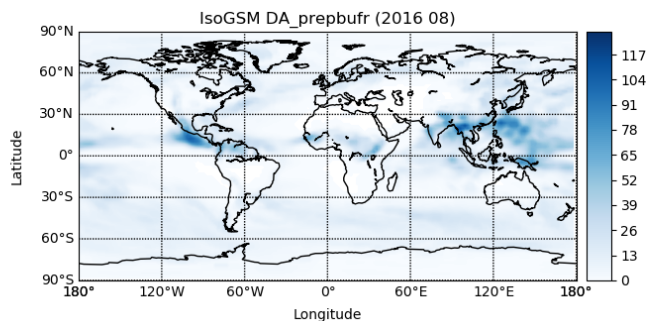 IsoGSM DA_prepbufr (2016 08)
90°N
60°N
30°N
0°
30°S
60°S
90°S
Latitude
180° 120°W 60°W 0° 60°E 120°E 180°
Longitude
117
104
91
78
65
52
39
26
13
0